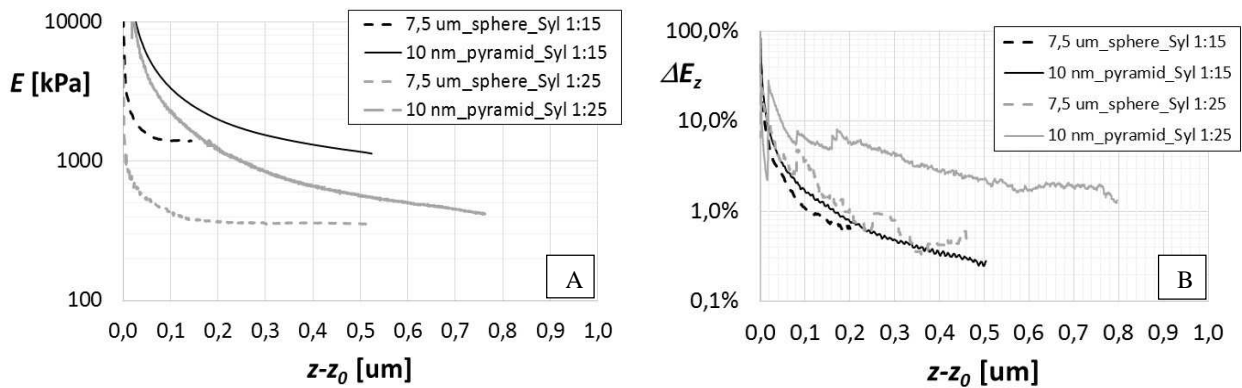 10000
E [kPa]
1000
100
7,5 um_sphere_Syl 1:15
10 nm_pyramid_Syl 1:15
7,5 um_sphere_Syl 1:25
10 nm_pyramid_Syl 1:25
A
0,0 0,1 0,2 0,3 0,4 0,5 0,6 0,7 0,8 0,9 1,0
z-z0 [um]
100,0%
ΔEz
10,0%
1,0%
0,1%
7,5 um_sphere_Syl 1:15
10 nm_pyramid_Syl 1:15
7,5 um_sphere_Syl 1:25
10 nm_pyramid_Syl 1:25
B
0,0 0,1 0,2 0,3 0,4 0,5 0,6 0,7 0,8 0,9 1,0
z-z0 [um]